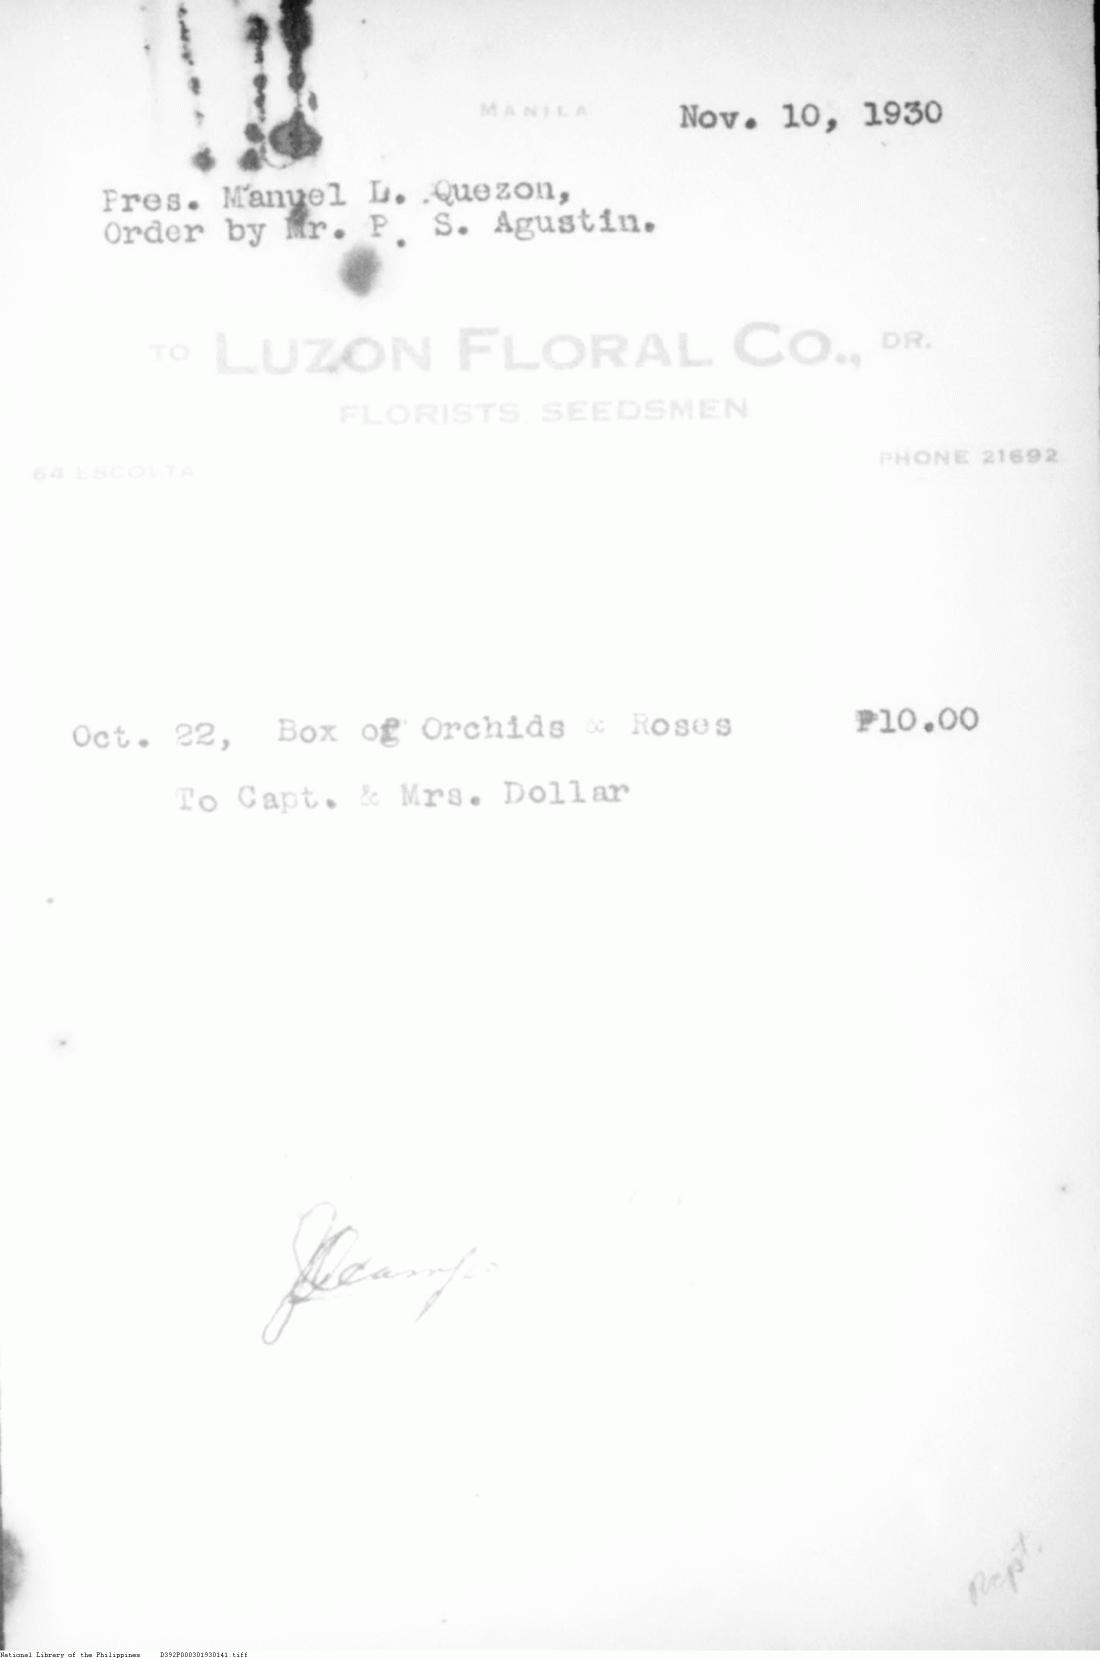 MANILA Nov. 10, 1930
Pres. Manuel L. Quezon,
Order by Mr. P. S. Agustin.
TO LUZON FLORAL CO., DR.
FLORISTS SEEDSMEN
64 ESCOLTA PHONE 21692
Oct. 22, Box of Orchids & Roses ₱10.00
To Capt. & Mrs. Dollar
JOcampo
Rept.
National Library of the Philippines D392P000301930141.tiff